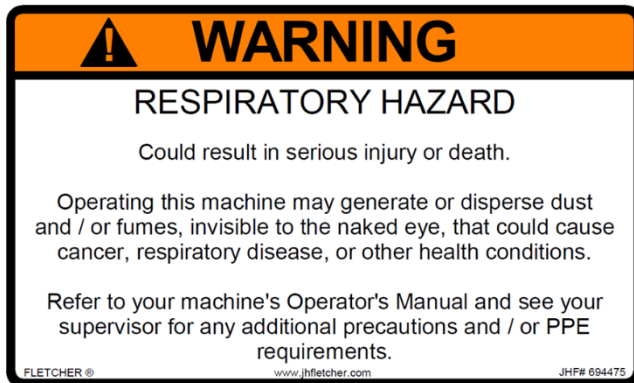 WARNING
RESPIRATORY HAZARD
Could result in serious injury or death.
Operating this machine may generate or disperse dust
and / or fumes, invisible to the naked eye, that could cause
cancer, respiratory disease, or other health conditions.
Refer to your machine's Operator's Manual and see your
supervisor for any additional precautions and / or PPE
requirements.
FLETCHER ® www.jhfletcher.com JHF# 694475